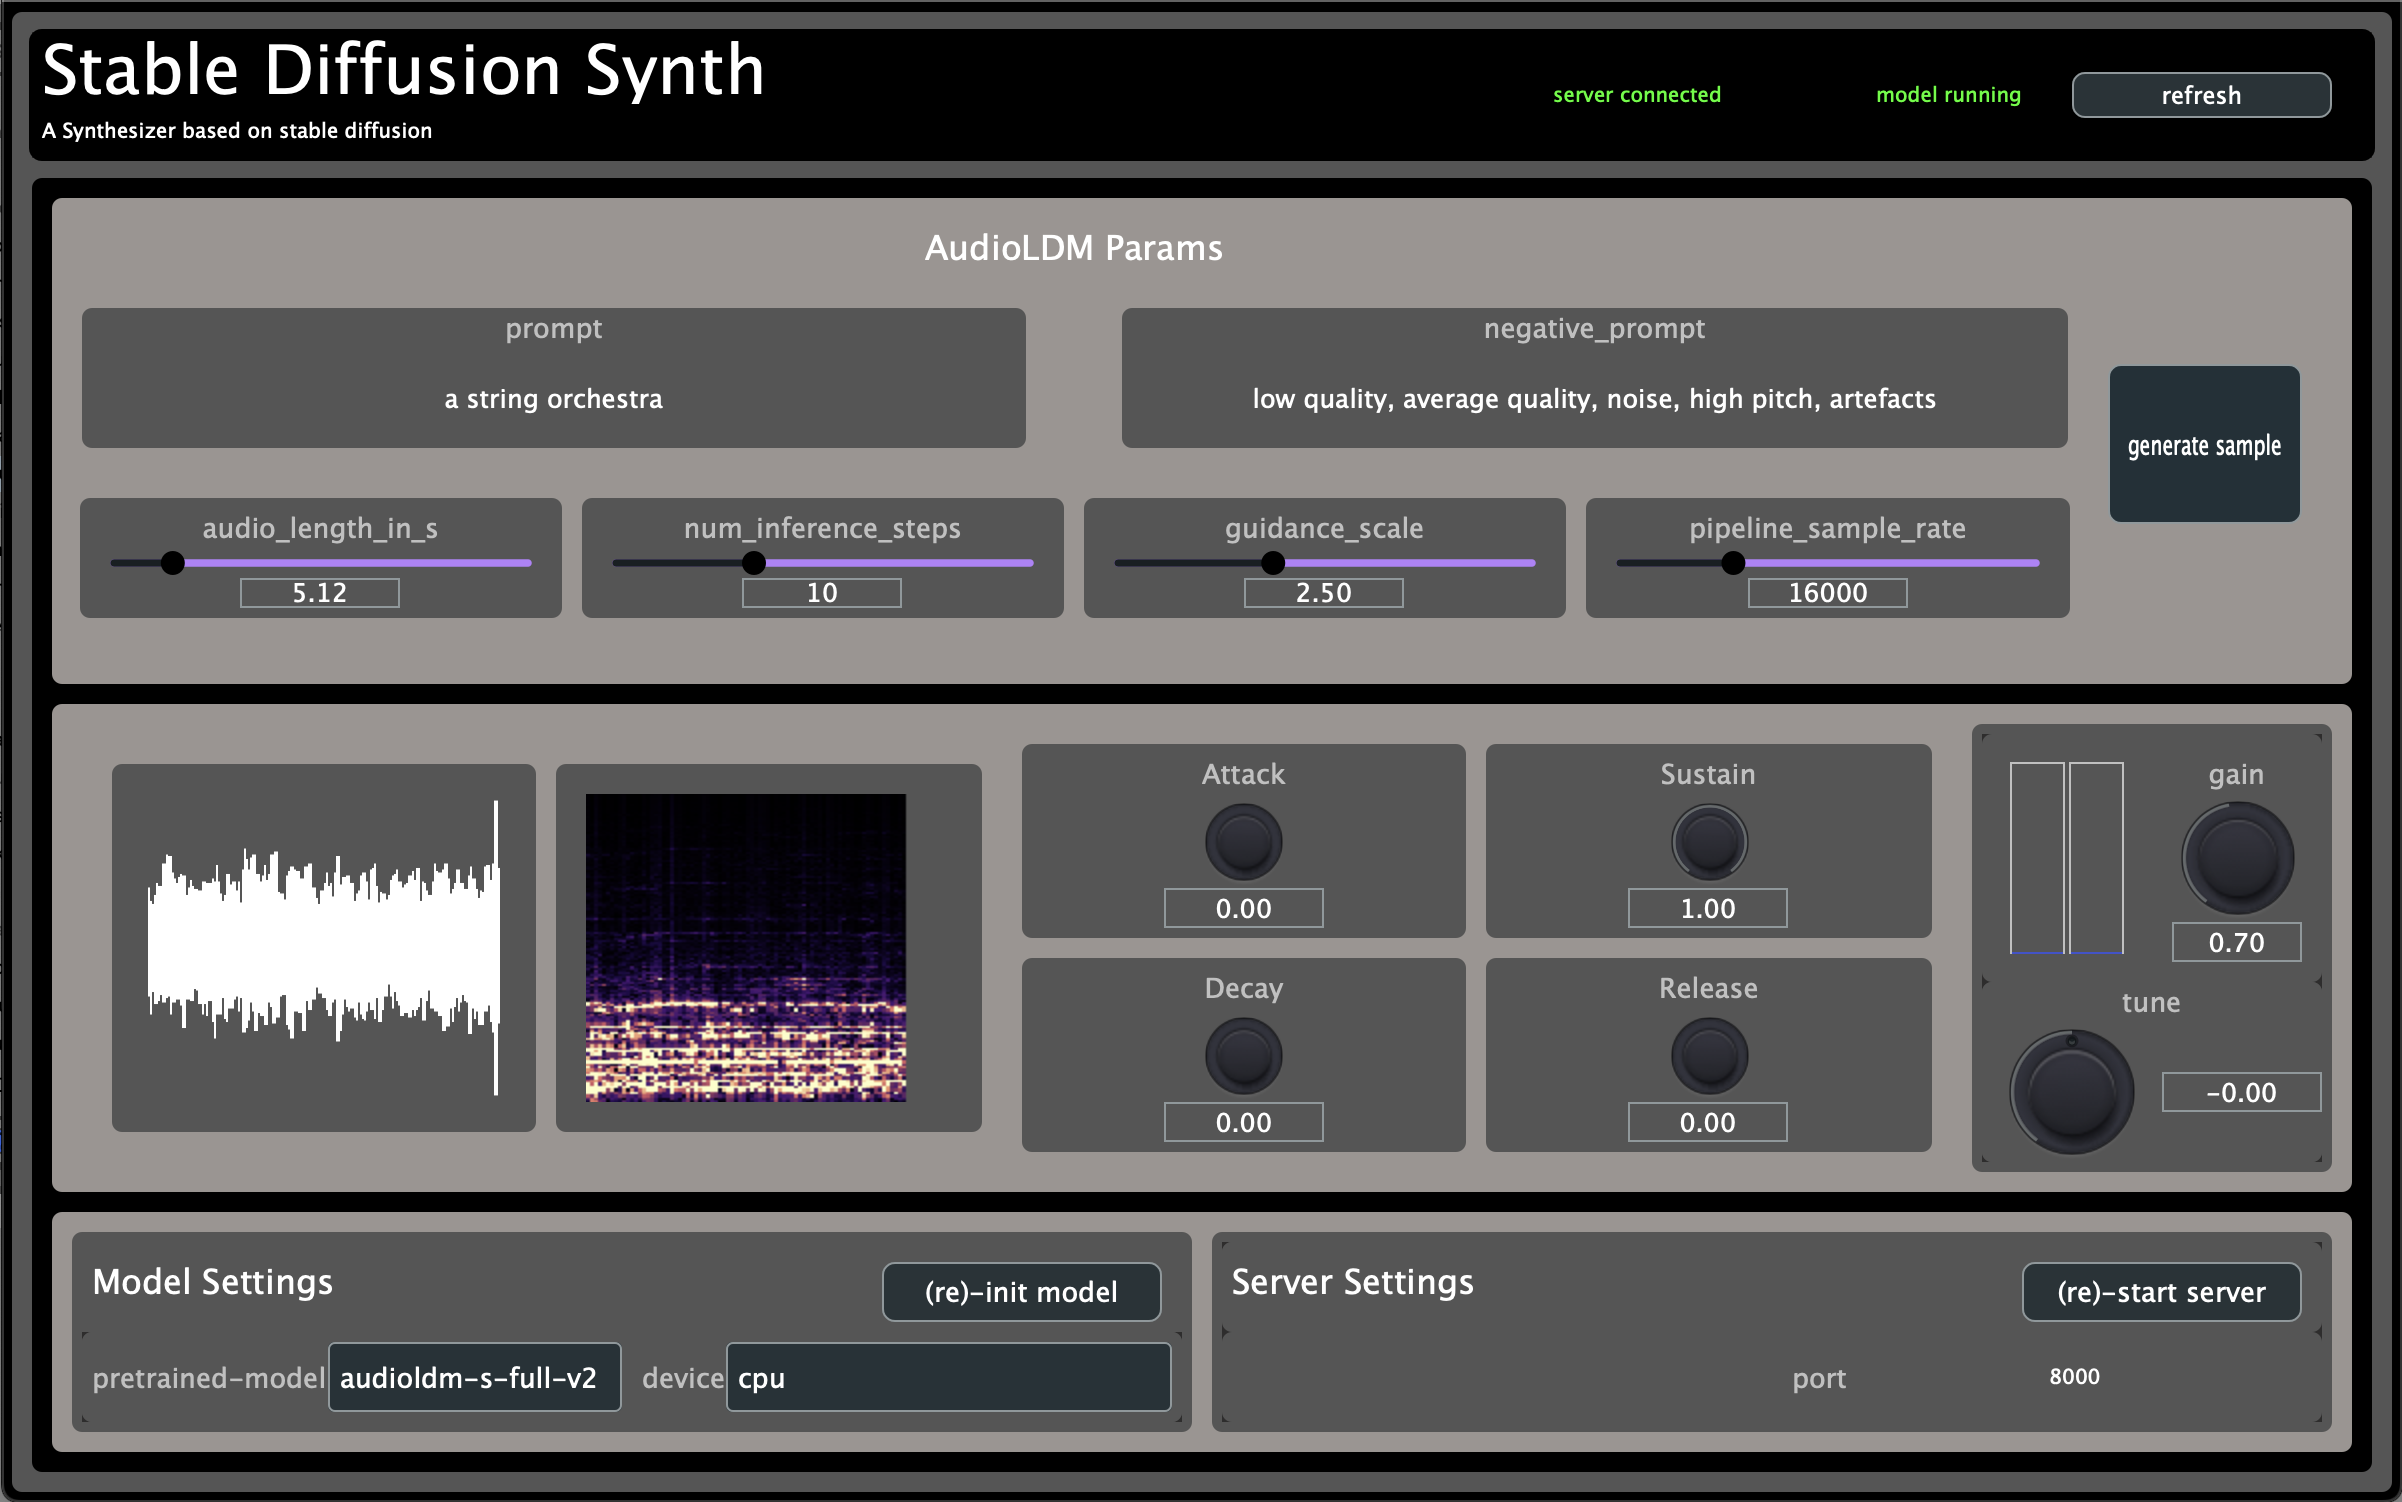 Stable Diffusion Synth
A Synthesizer based on stable diffusion
server connected
model running
refresh
AudioLDM Params
prompt
a string orchestra
negative_prompt
low quality, average quality, noise, high pitch, artefacts
generate sample
audio_length_in_s
5.12
num_inference_steps
10
guidance_scale
2.50
pipeline_sample_rate
16000
Attack
0.00
Sustain
1.00
Decay
0.00
Release
0.00
gain
0.70
tune
-0.00
Model Settings
(re)-init model
pretrained-model
audioldm-s-full-v2
device
cpu
Server Settings
(re)-start server
port
8000